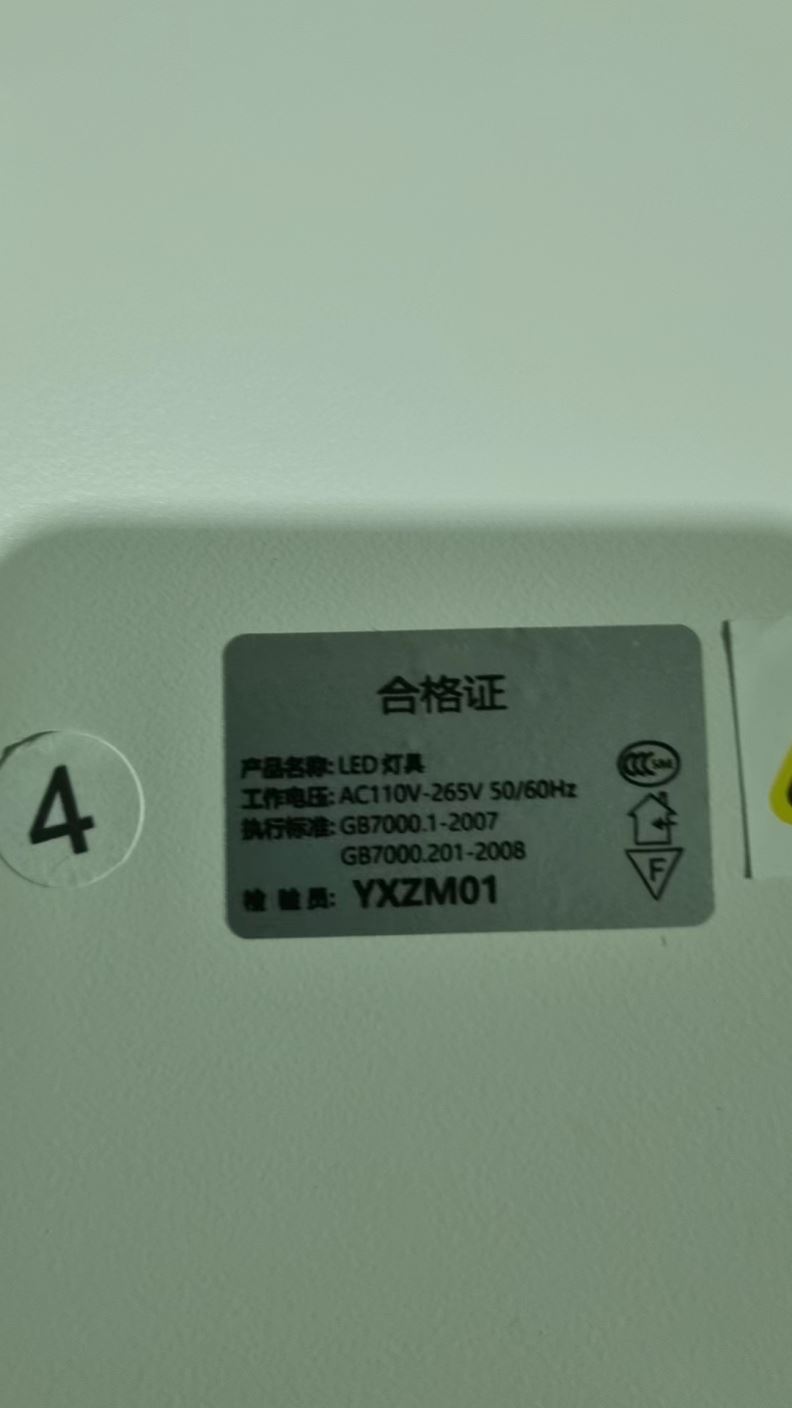 合格证
产品名称: LED 灯具
工作电压: AC110V-265V 50/60Hz
执行标准: GB7000.1-2007
GB7000.201-2008
检 验 员: YXZM01
CCC S&E
F
4